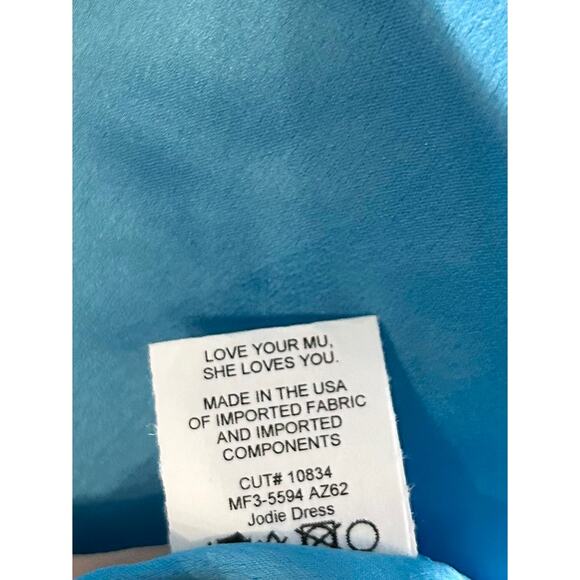 LOVE YOUR MU,
SHE LOVES YOU.
MADE IN THE USA
OF IMPORTED FABRIC
AND IMPORTED
COMPONENTS
CUT# 10834
MF3-5594 AZ62
Jodie Dress